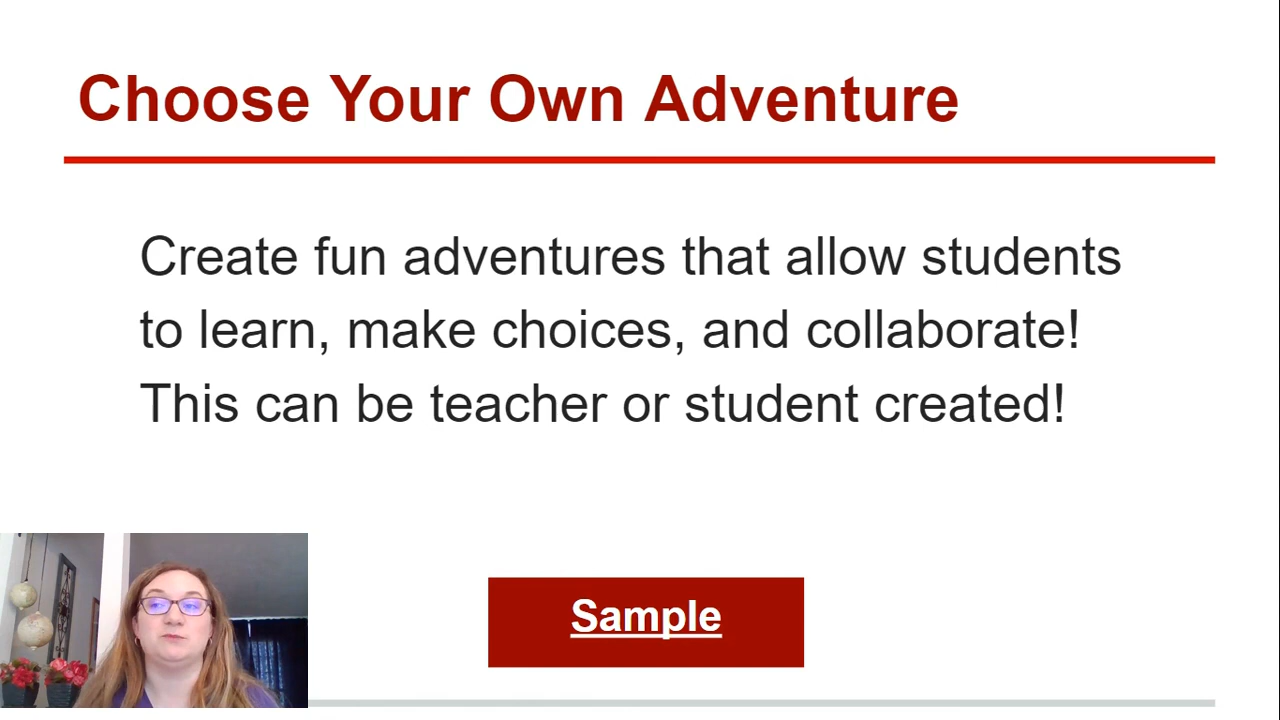 Choose Your Own Adventure
Create fun adventures that allow students
to learn, make choices, and collaborate!
This can be teacher or student created!
Sample